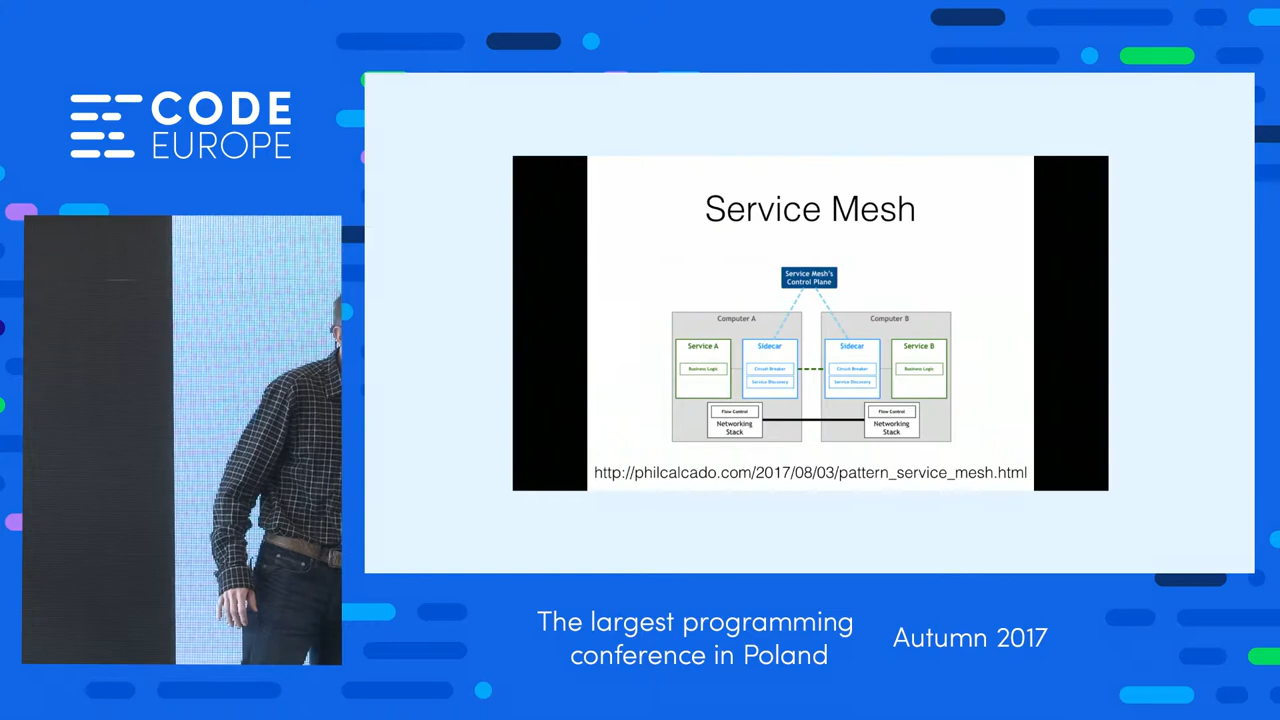 CODE
EUROPE
Service Mesh
Service Mesh's
Control Plane
Computer A
Computer B
Service A
Business Logic
Sidecar
Circuit Breaker
Service Discovery
Sidecar
Circuit Breaker
Service Discovery
Service B
Business Logic
Flow Control
Networking
Stack
Flow Control
Networking
Stack
http://philcalcado.com/2017/08/03/pattern_service_mesh.html
The largest programming
conference in Poland
Autumn 2017